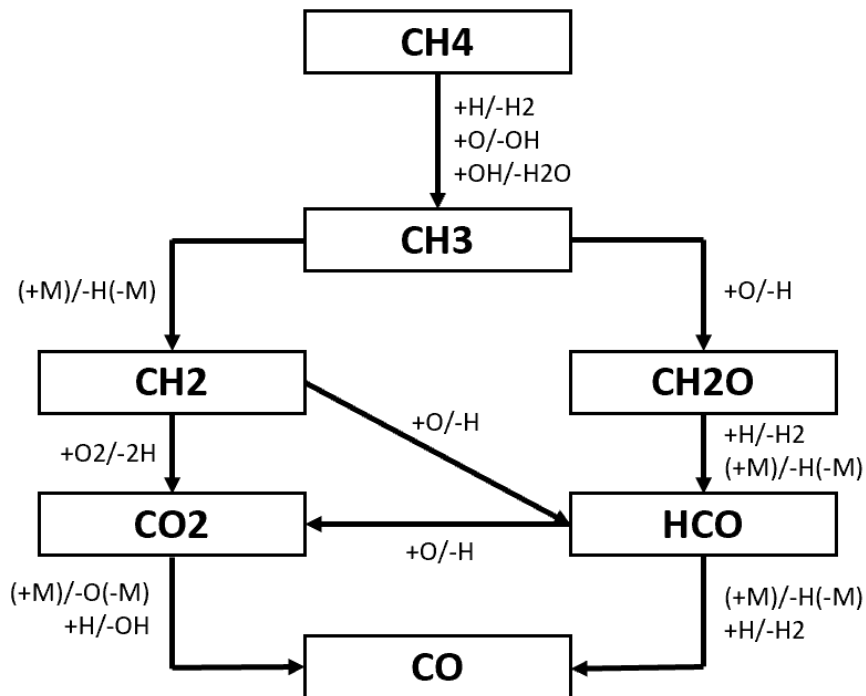 CH4
+H/-H2
+O/-OH
+OH/-H2O
CH3
(+M)/-H(-M)
+O/-H
CH2
CH2O
+O/-H
+O2/-2H
+H/-H2
(+M)/-H(-M)
CO2
HCO
+O/-H
(+M)/-O(-M)
+H/-OH
(+M)/-H(-M)
+H/-H2
CO